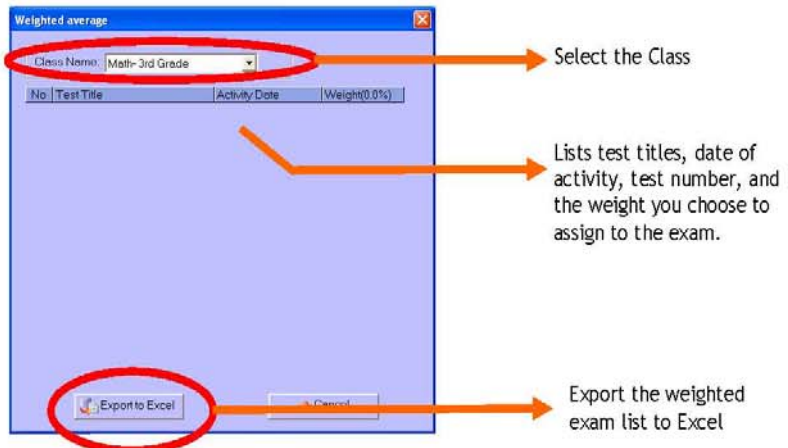 Weighted average
Class Name: Math- 3rd Grade
Select the Class
No Test Title Activity Date Weight(0.0%)
Lists test titles, date of
activity, test number, and
the weight you choose to
assign to the exam.
Export to Excel
Cancel
Export the weighted
exam list to Excel